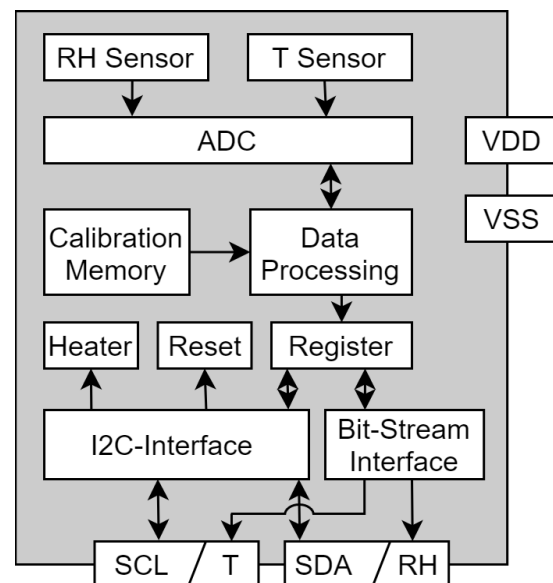 RH Sensor
T Sensor
ADC
VDD
VSS
Calibration
Memory
Data
Processing
Heater
Reset
Register
I2C-Interface
Bit-Stream
Interface
SCL / T
SDA / RH